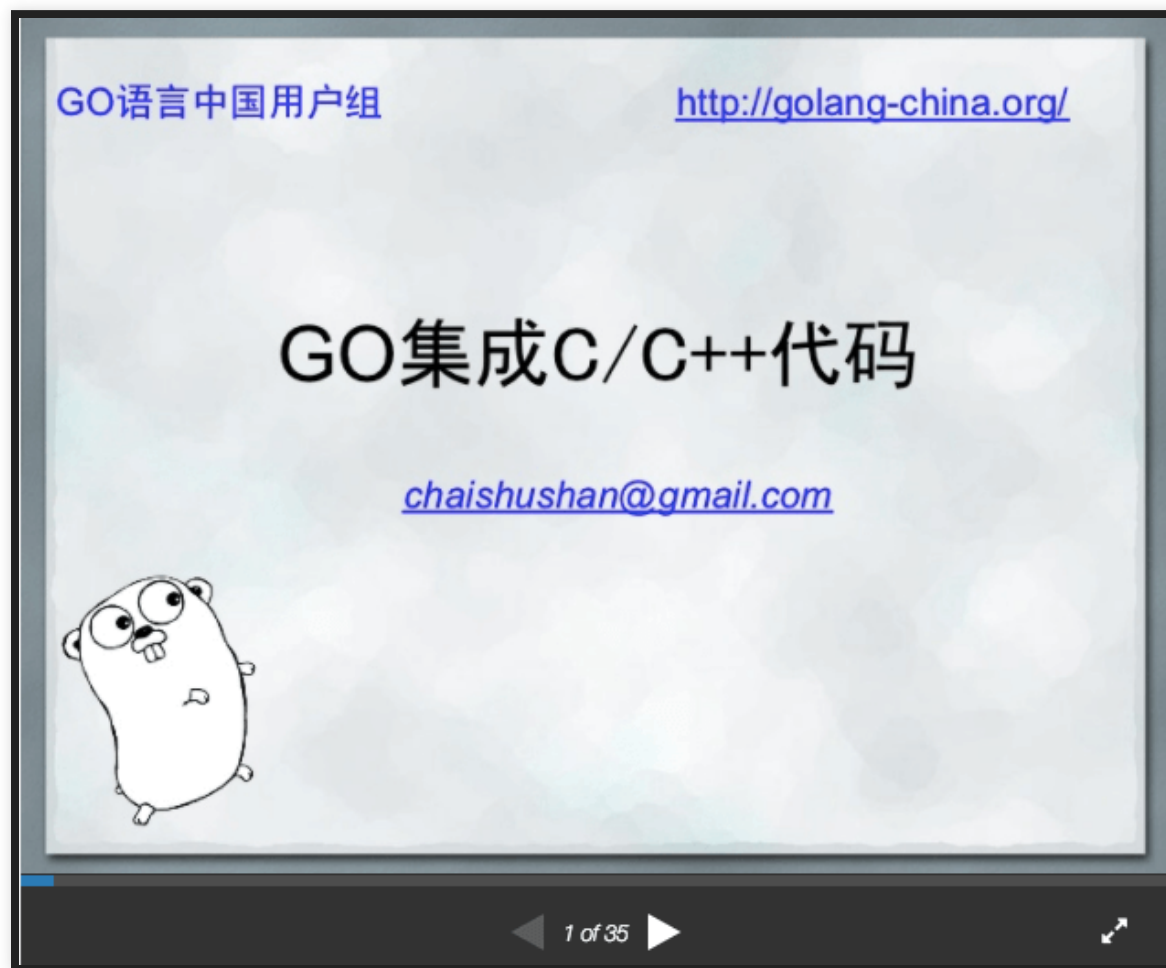 GO语言中国用户组 http://golang-china.org/
GO集成C/C++代码
chaishushan@gmail.com
1 of 35